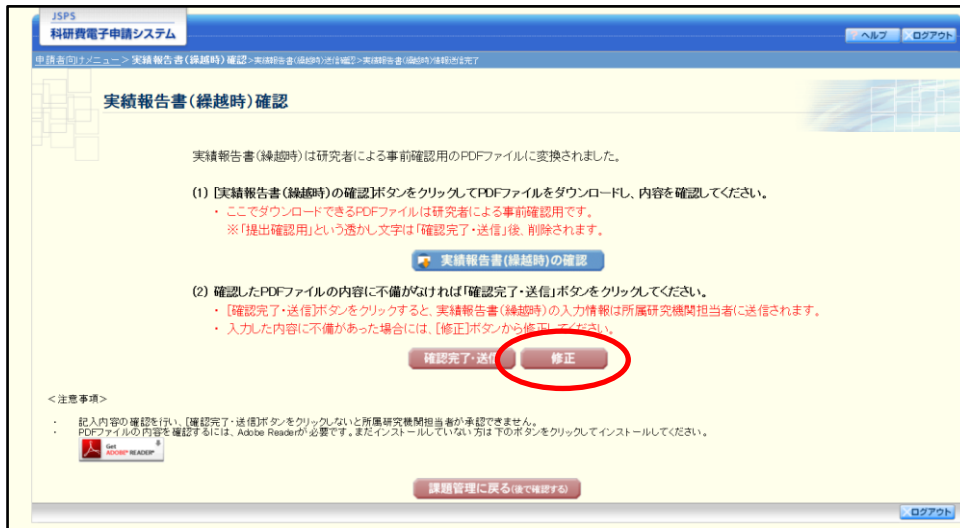 JSPS
科研費電子申請システム
ヘルプ
ログアウト
申請者向けメニュー>実績報告書(繰越時)確認>実績報告書(繰越時)送信確認>実績報告書(繰越時)情報送信完了
実績報告書(繰越時)確認
実績報告書(繰越時)は研究者による事前確認用のPDFファイルに変換されました。
(1) [実績報告書(繰越時)の確認]ボタンをクリックしてPDFファイルをダウンロードし、内容を確認してください。
・ ここでダウンロードできるPDFファイルは研究者による事前確認用です。
※「提出確認用」という透かし文字は「確認完了・送信」後、削除されます。
実績報告書(繰越時)の確認
(2) 確認したPDFファイルの内容に不備がなければ「確認完了・送信」ボタンをクリックしてください。
・ [確認完了・送信]ボタンをクリックすると、実績報告書(繰越時)の入力情報は所属研究機関担当者に送信されます。
・ 入力した内容に不備があった場合には、[修正]ボタンから修正してください。
確認完了・送信
修正
<注意事項>
・ 記入内容の確認を行い、[確認完了・送信]ボタンをクリックしないと所属研究機関担当者が承認できません。
・ PDFファイルの内容を確認するには、Adobe Readerが必要です。まだインストールしていない方は下のボタンをクリックしてインストールしてください。
Get
ADOBE® READER®
課題管理に戻る(後で確認する)
ログアウト